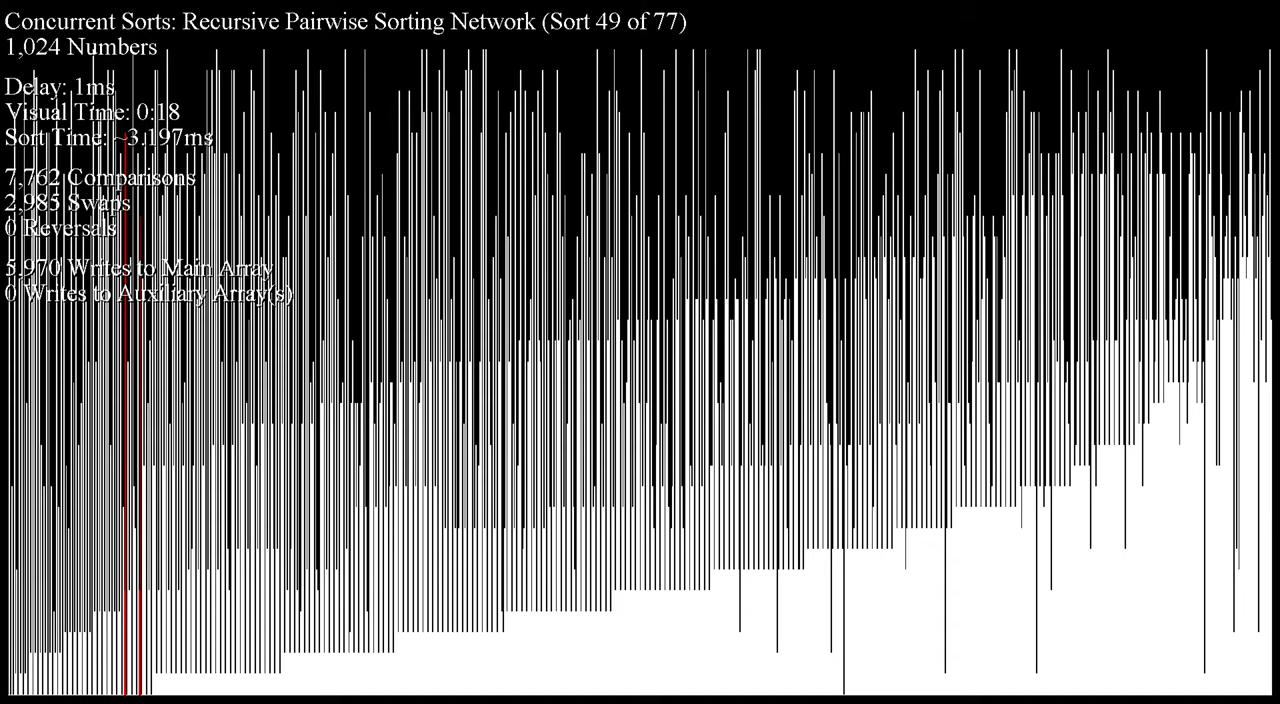 Concurrent Sorts: Recursive Pairwise Sorting Network (Sort 49 of 77)
1,024 Numbers
Delay: 1ms
Visual Time: 0:18
Sort Time: ~3.197ms
7,762 Comparisons
2,985 Swaps
0 Reversals
5,970 Writes to Main Array
0 Writes to Auxiliary Array(s)